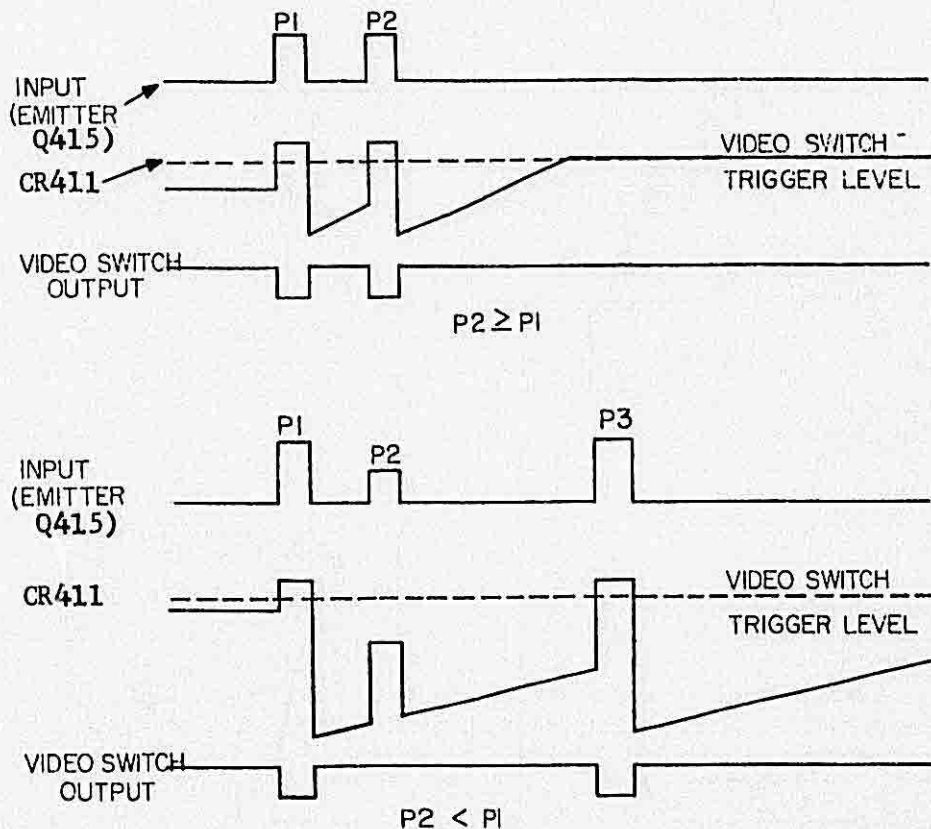 P1 P2
INPUT
(EMITTER
Q415)
CR411
VIDEO SWITCH
TRIGGER LEVEL
VIDEO SWITCH
OUTPUT
P2 ≥ P1
P1 P2 P3
INPUT
(EMITTER
Q415)
CR411
VIDEO SWITCH
TRIGGER LEVEL
VIDEO SWITCH
OUTPUT
P2 < P1